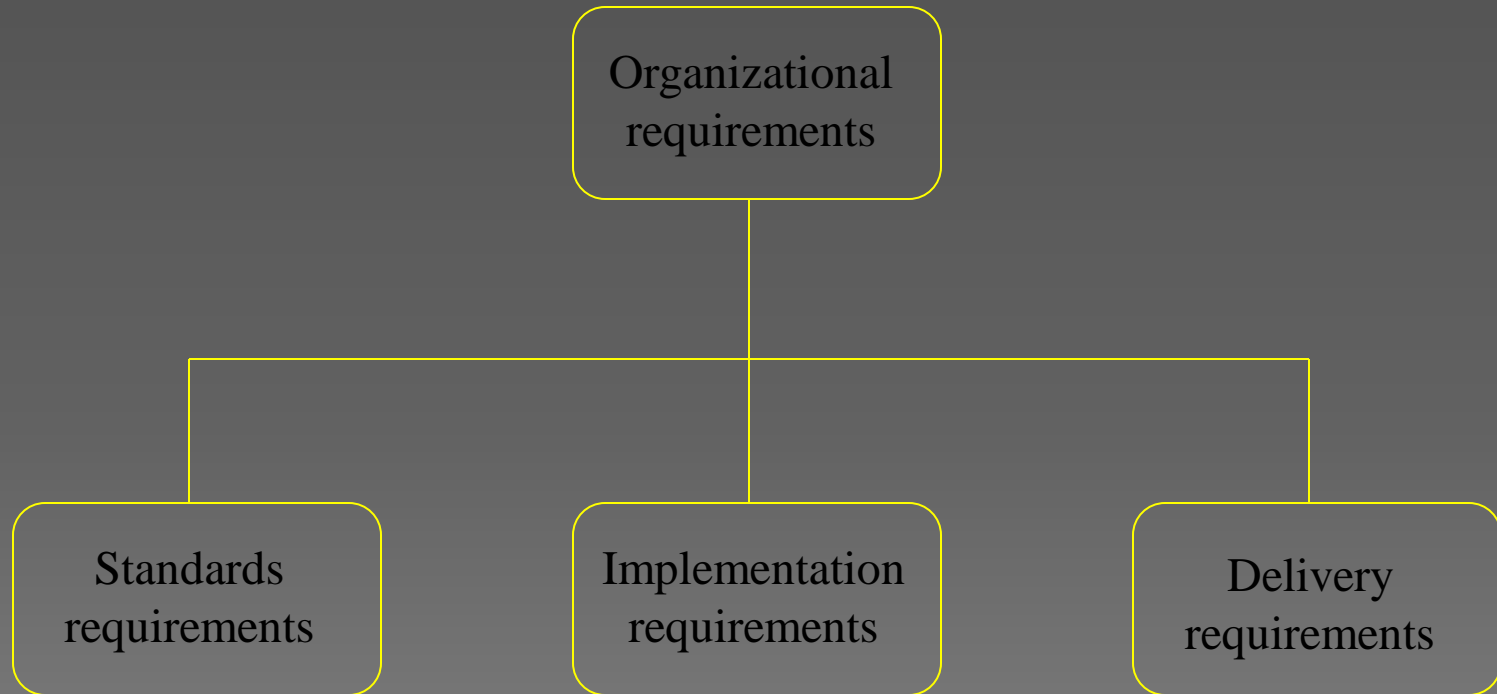 Organizational
requirements
Standards
requirements
Implementation
requirements
Delivery
requirements